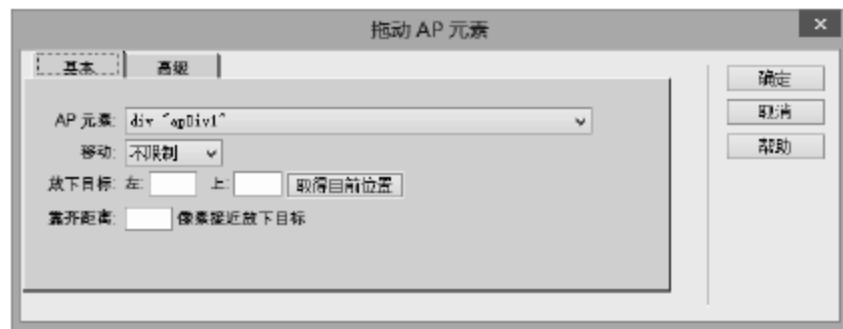 拖动 AP 元素
基本 高级
确定
AP 元素: div "apDiv1"
取消
移动: 不限制
帮助
放下目标: 左: 上: 取得目前位置
靠齐距离: 像素接近放下目标